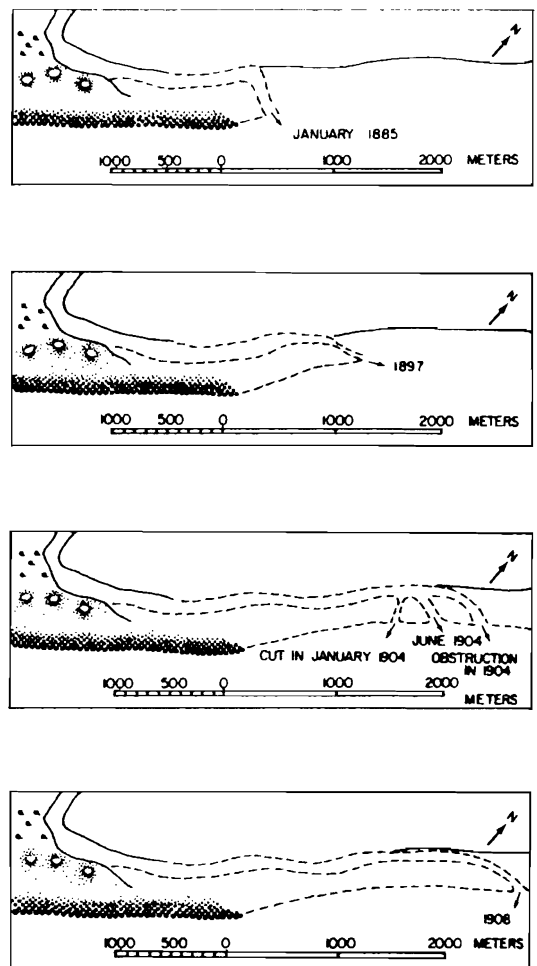 N
JANUARY 1885
1000 500 0 1000 2000 METERS
N
1897
1000 500 0 1000 2000 METERS
N
JUNE 1904
CUT IN JANUARY 1904 OBSTRUCTION
IN 1904
1000 500 0 1000 2000
METERS
N
1908
1000 500 0 1000 2000 METERS